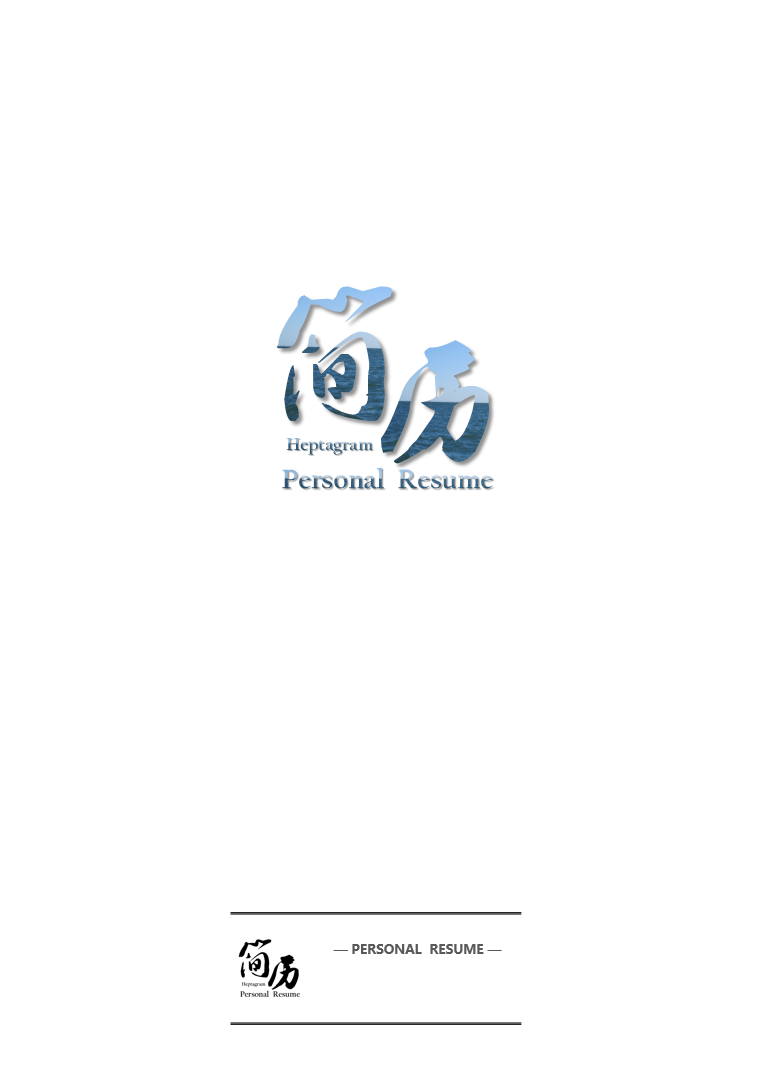 简历
Heptagram
Personal Resume
— PERSONAL RESUME —
简历
Heptagram
Personal Resume